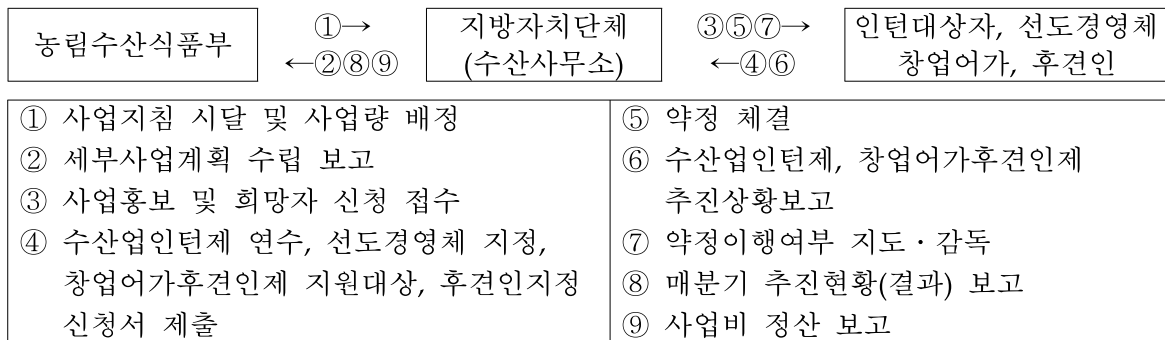 농림수산식품부
①→
←②⑧⑨
지방자치단체
(수산사무소)
③⑤⑦→
←④⑥
인턴대상자, 선도경영체
창업어가, 후견인
① 사업지침 시달 및 사업량 배정
② 세부사업계획 수립 보고
③ 사업홍보 및 희망자 신청 접수
④ 수산업인턴제 연수, 선도경영체 지정,
창업어가후견인제 지원대상, 후견인지정
신청서 제출
⑤ 약정 체결
⑥ 수산업인턴제, 창업어가후견인제
추진상황보고
⑦ 약정이행여부 지도·감독
⑧ 매분기 추진현황(결과) 보고
⑨ 사업비 정산 보고